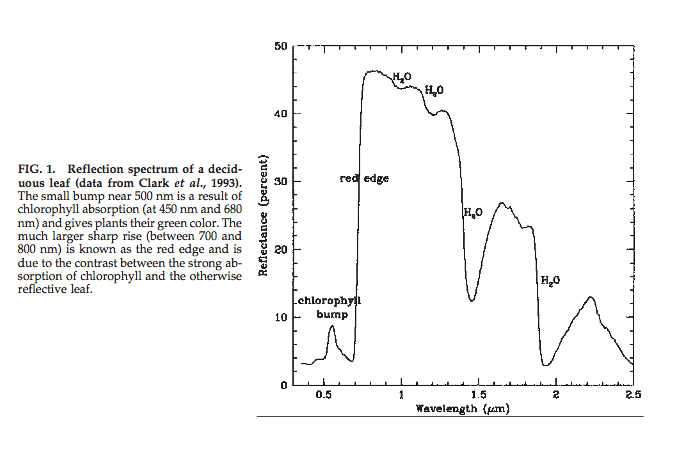 FIG. 1. Reflection spectrum of a decid-
uous leaf (data from Clark et al., 1993).
The small bump near 500 nm is a result of
chlorophyll absorption (at 450 nm and 680
nm) and gives plants their green color. The
much larger sharp rise (between 700 and
800 nm) is known as the red edge and is
due to the contrast between the strong ab-
sorption of chlorophyll and the otherwise
reflective leaf.
Reflectance (percent)
50
40
30
20
10
0
H2O
H2O
red edge
H2O
H2O
chlorophyll
bump
0.5
1
1.5
2
2.5
Wavelength (μm)